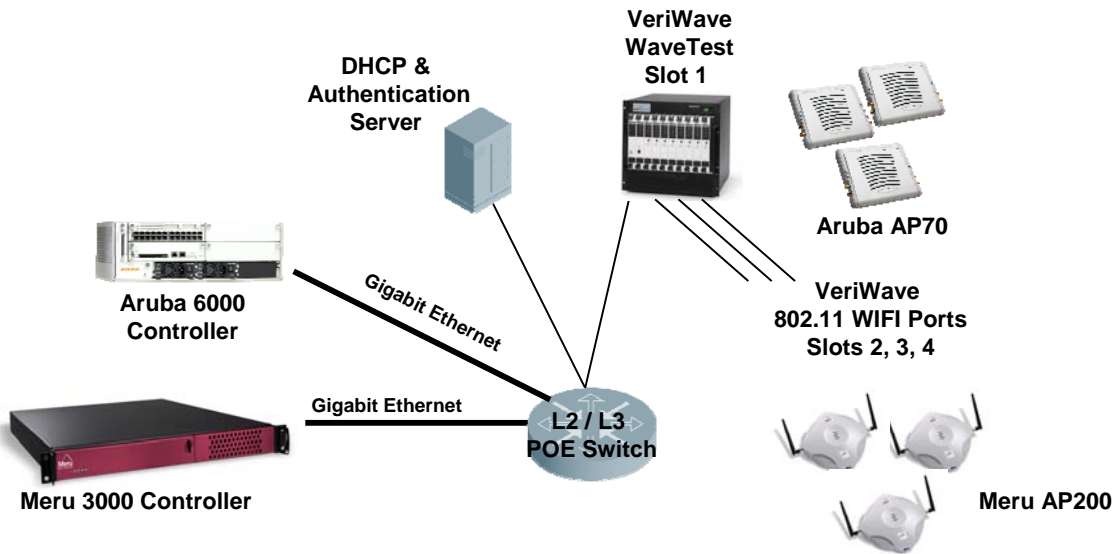 VeriWave
WaveTest
Slot 1
DHCP &
Authentication
Server
Aruba AP70
Aruba 6000
Controller
Gigabit Ethernet
VeriWave
802.11 WIFI Ports
Slots 2, 3, 4
Gigabit Ethernet
L2 / L3
POE Switch
Meru
Meru 3000 Controller
Meru AP200